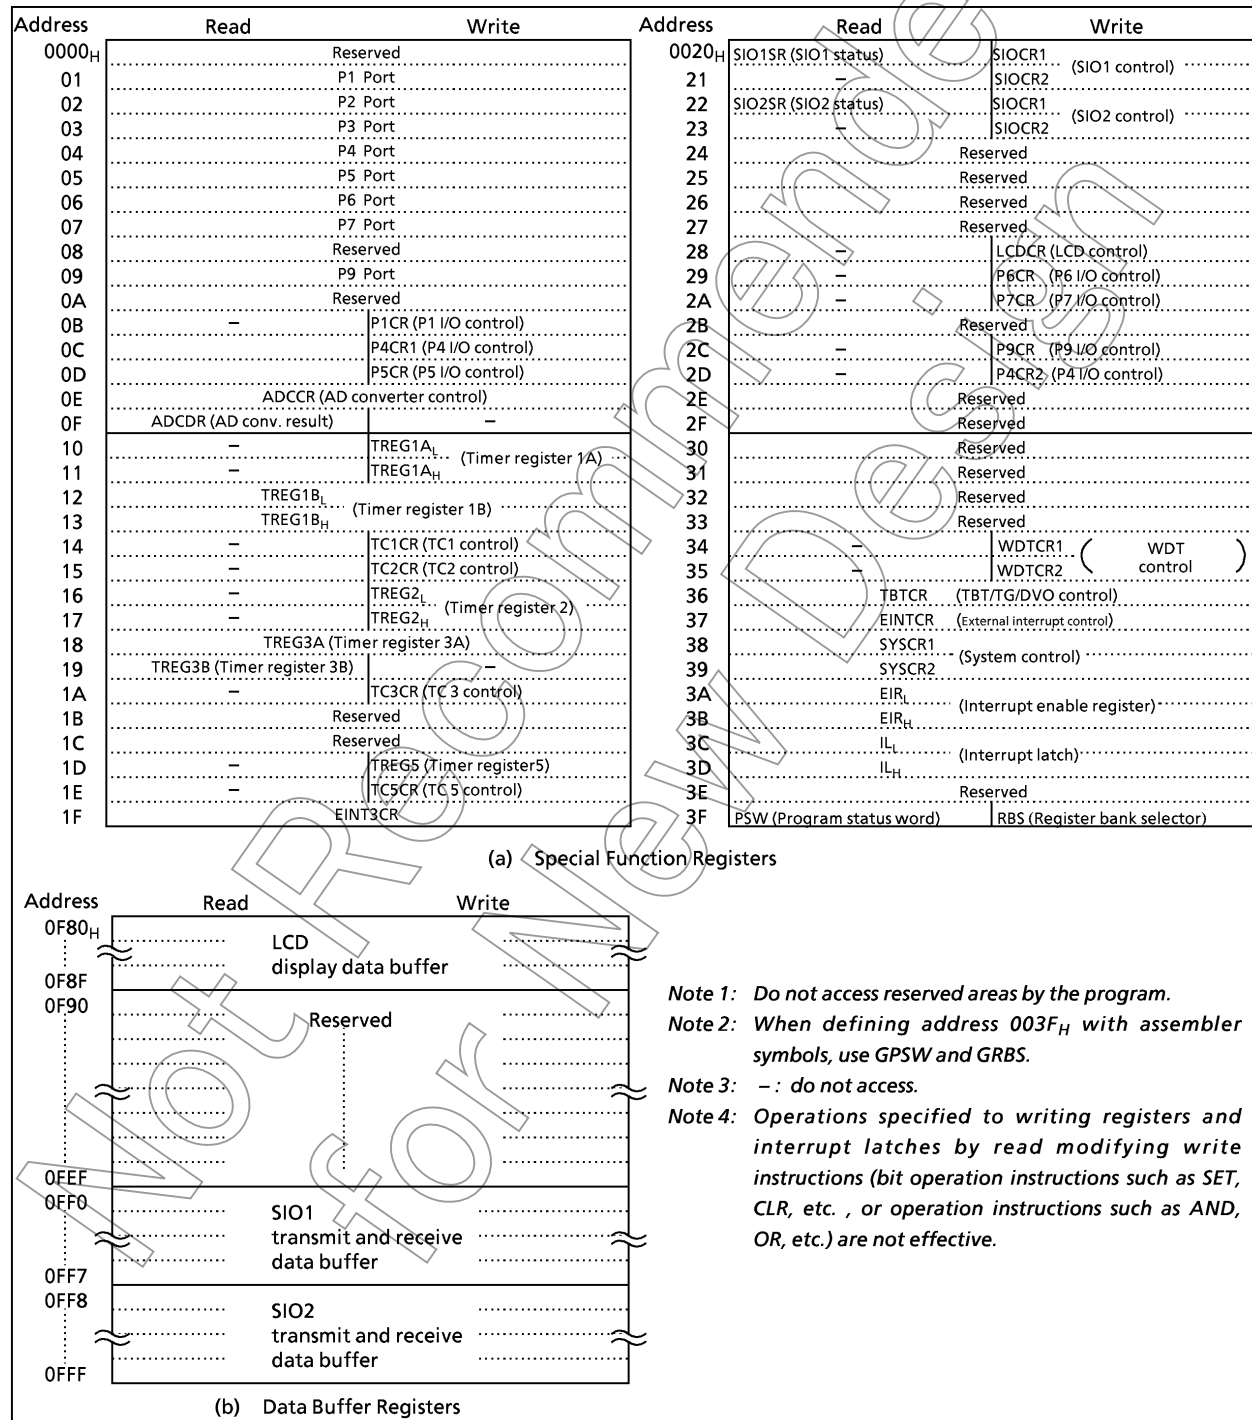 Address Read Write
0000H Reserved
01 P1 Port
02 P2 Port
03 P3 Port
04 P4 Port
05 P5 Port
06 P6 Port
07 P7 Port
08 Reserved
09 P9 Port
0A Reserved
0B – P1CR (P1 I/O control)
0C P4CR1 (P4 I/O control)
0D P5CR (P5 I/O control)
0E ADCCR (AD converter control)
0F ADCDR (AD conv. result) –
10 – TREG1AL
(Timer register 1A)
11 – TREG1AH
12 TREG1BL
(Timer register 1B)
13 TREG1BH
14 – TC1CR (TC1 control)
15 – TC2CR (TC2 control)
16 – TREG2L
(Timer register 2)
17 – TREG2H
18 TREG3A (Timer register 3A)
19 TREG3B (Timer register 3B) –
1A – TC3CR (TC 3 control)
1B Reserved
1C Reserved
1D – TREG5 (Timer register5)
1E – TC5CR (TC 5 control)
1F EINT3CR
Address Read Write
0020H SIO1SR (SIO1 status) SIOCR1
(SIO1 control)
21 – SIOCR2
22 SIO2SR (SIO2 status) SIOCR1
(SIO2 control)
23 – SIOCR2
24 Reserved
25 Reserved
26 Reserved
27 Reserved
28 – LCDCR (LCD control)
29 – P6CR (P6 I/O control)
2A – P7CR (P7 I/O control)
2B Reserved
2C – P9CR (P9 I/O control)
2D – P4CR2 (P4 I/O control)
2E Reserved
2F Reserved
30 Reserved
31 Reserved
32 Reserved
33 Reserved
34 – WDTCR1
( WDT control )
35 – WDTCR2
36 TBTCR (TBT/TG/DVO control)
37 EINTCR (External interrupt control)
38 SYSCR1
(System control)
39 SYSCR2
3A EIRL
(Interrupt enable register)
3B EIRH
3C ILL
(Interrupt latch)
3D ILH
3E Reserved
3F PSW (Program status word) RBS (Register bank selector)
(a) Special Function Registers
Address Read Write
0F80H
LCD
display data buffer
0F8F
0F90
Reserved
0FEF
0FF0
SIO1
transmit and receive
data buffer
0FF7
0FF8
SIO2
transmit and receive
data buffer
0FFF
(b) Data Buffer Registers
Note 1: Do not access reserved areas by the program.
Note 2: When defining address 003FH with assembler
symbols, use GPSW and GRBS.
Note 3: – : do not access.
Note 4: Operations specified to writing registers and
interrupt latches by read modifying write
instructions (bit operation instructions such as SET,
CLR, etc. , or operation instructions such as AND,
OR, etc.) are not effective.
Not Recommended
for New Design